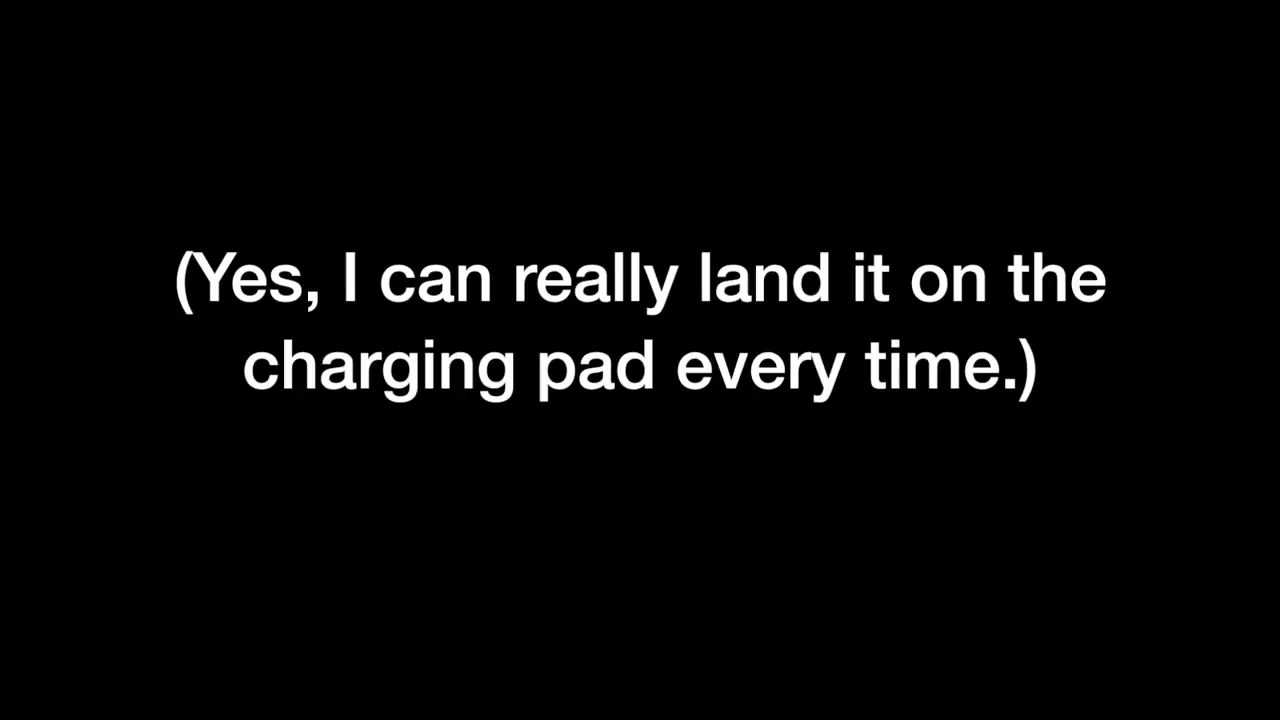 (Yes, I can really land it on the
charging pad every time.)